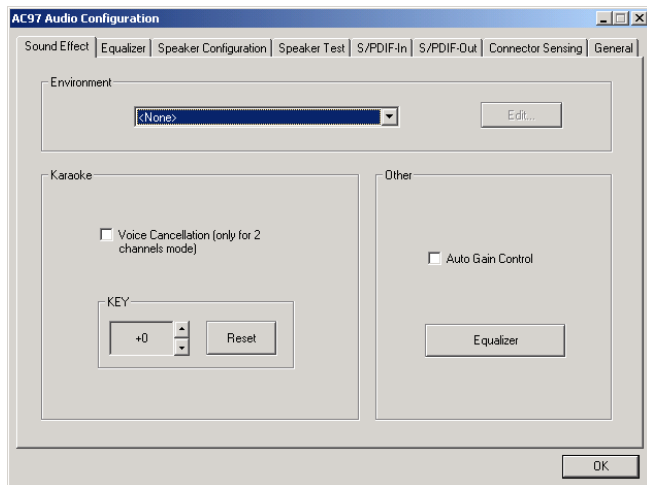 AC97 Audio Configuration
Sound Effect Equalizer Speaker Configuration Speaker Test S/PDIF-In S/PDIF-Out Connector Sensing General
Environment
<None>
Edit...
Karaoke
Voice Cancellation (only for 2
channels mode)
KEY
+0
Reset
Other
Auto Gain Control
Equalizer
OK